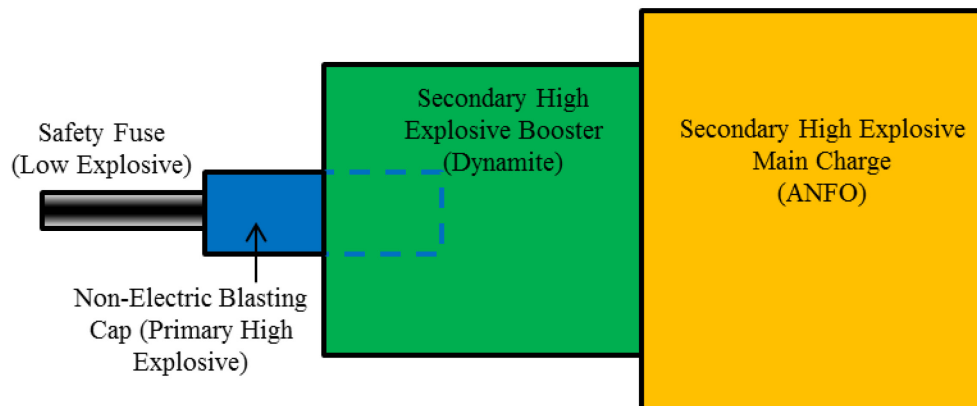 Safety Fuse
(Low Explosive)
Non-Electric Blasting
Cap (Primary High
Explosive)
Secondary High
Explosive Booster
(Dynamite)
Secondary High Explosive
Main Charge
(ANFO)